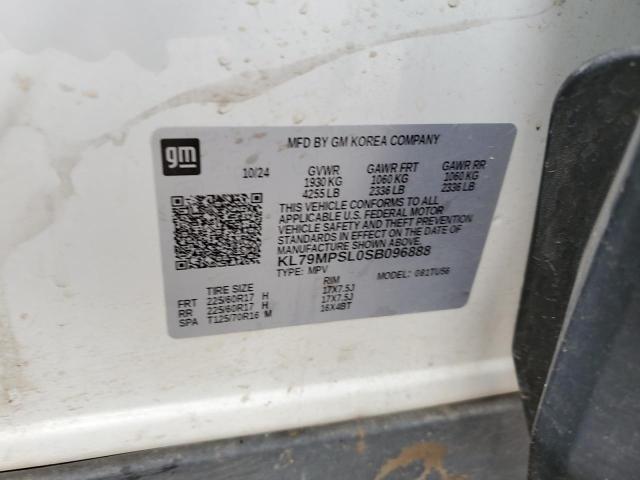 gm
MFD BY GM KOREA COMPANY
10/24 GVWR GAWR FRT GAWR RR
1930 KG 1060 KG 1060 KG
4255 LB 2336 LB 2336 LB
THIS VEHICLE CONFORMS TO ALL
APPLICABLE U.S. FEDERAL MOTOR
VEHICLE SAFETY AND THEFT PREVENTION
STANDARDS IN EFFECT ON THE DATE OF
MANUFACTURE SHOWN ABOVE.
KL79MPSL0SB096888
TYPE: MPV MODEL: 0817U56
TIRE SIZE RIM
FRT 225/60R17 H 17X7.5J
RR 225/60R17 H 17X7.5J
SPA T125/70R16 M 16X4BT